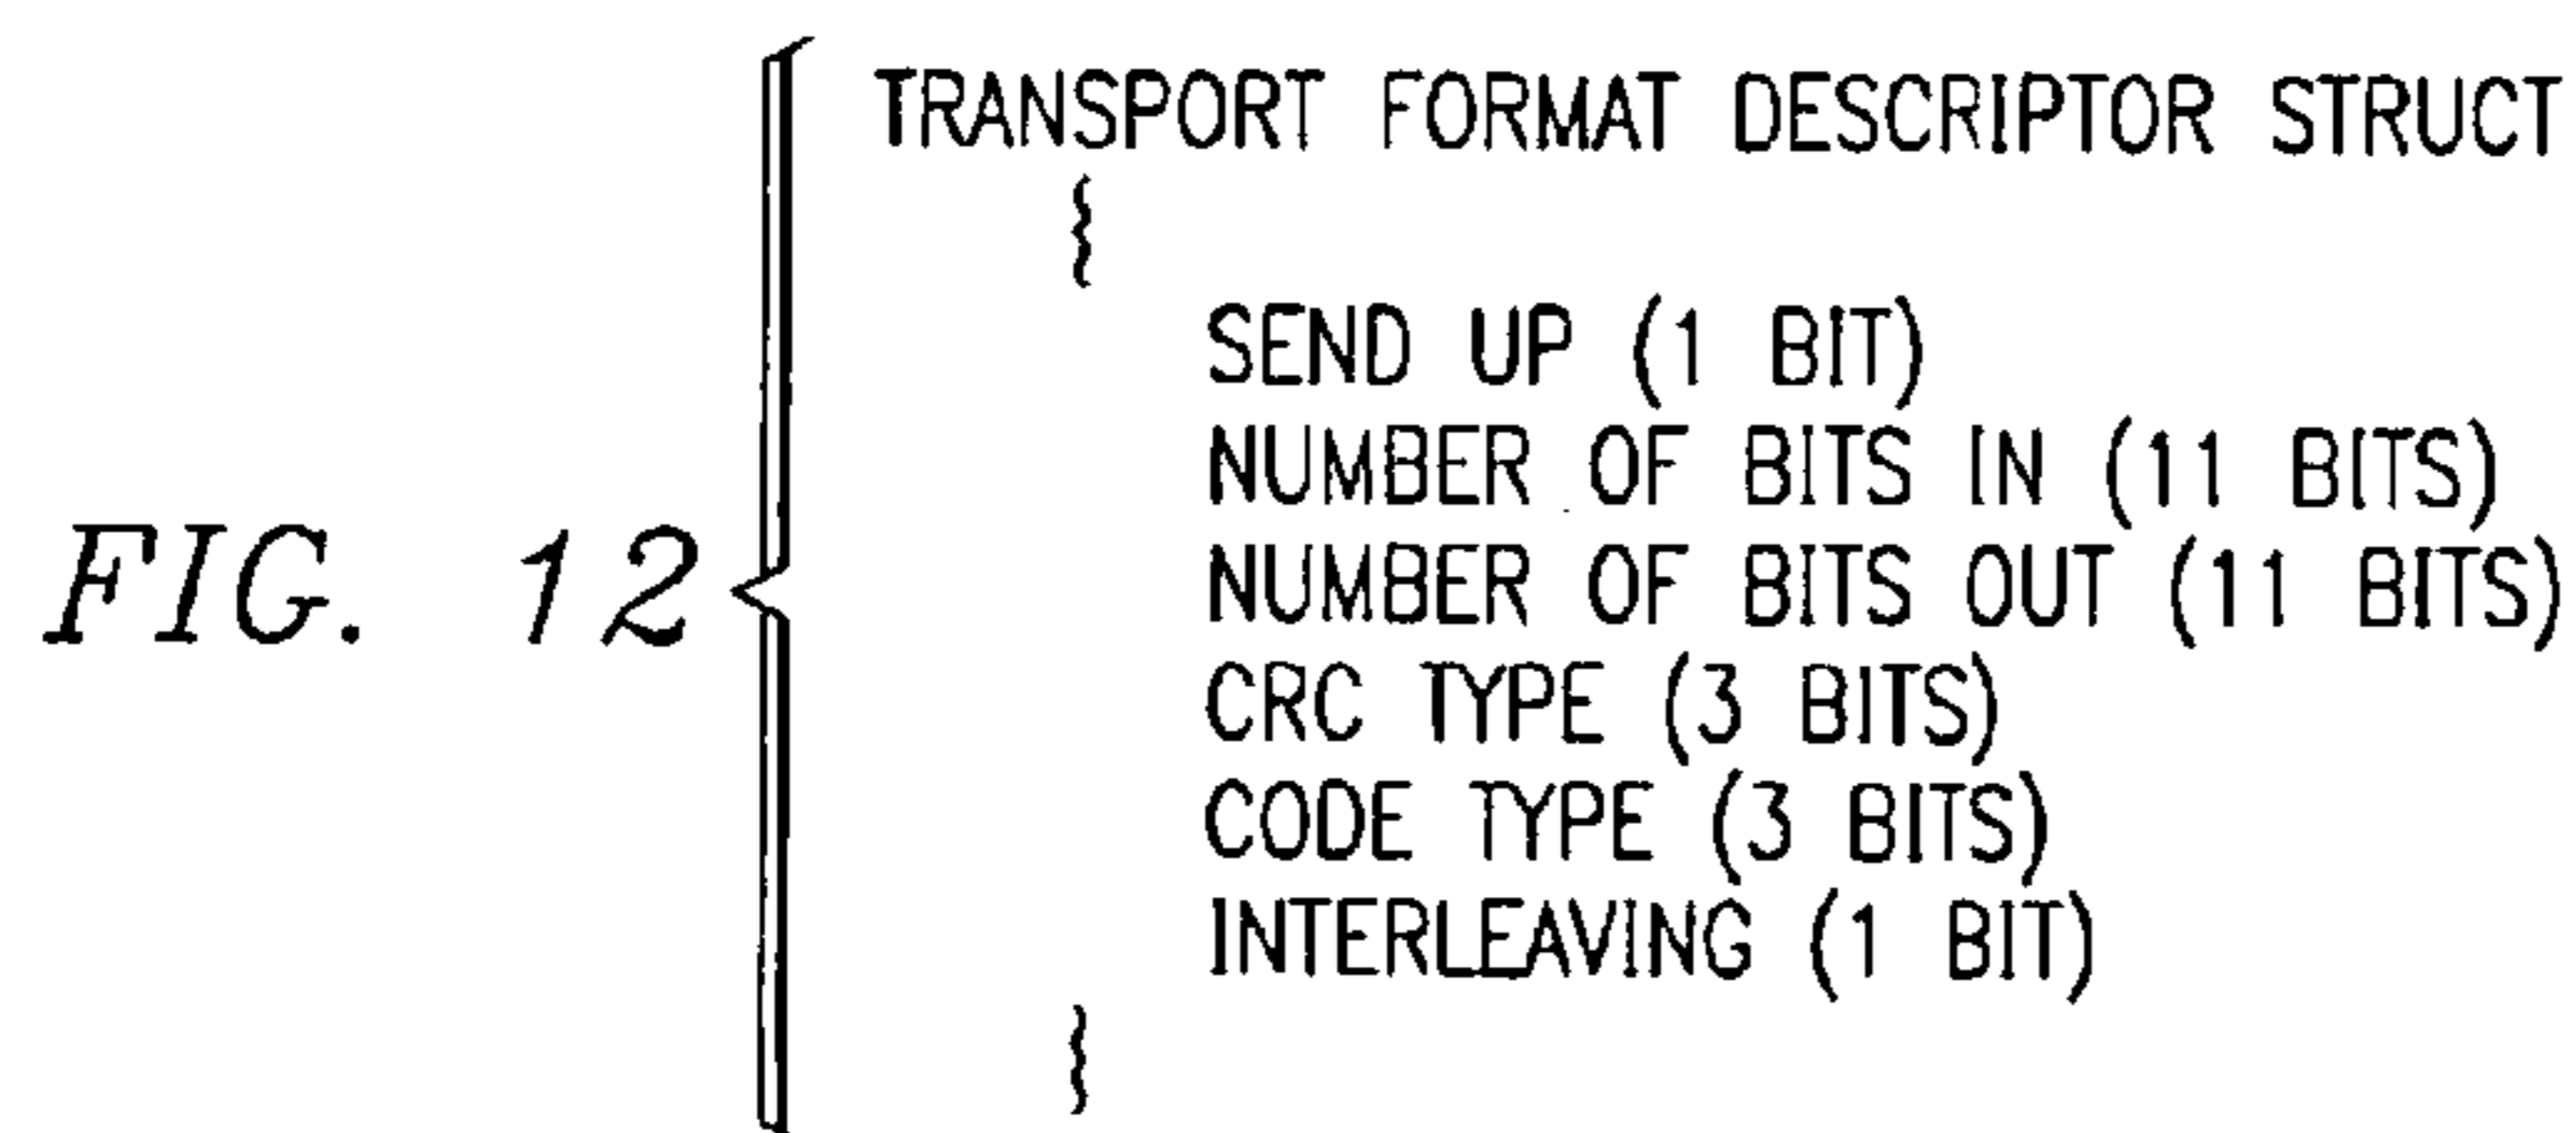 TRANSPORT FORMAT DESCRIPTOR STRUCT
{
SEND UP (1 BIT)
NUMBER OF BITS IN (11 BITS)
NUMBER OF BITS OUT (11 BITS)
CRC TYPE (3 BITS)
CODE TYPE (3 BITS)
INTERLEAVING (1 BIT)
}
FIG. 12